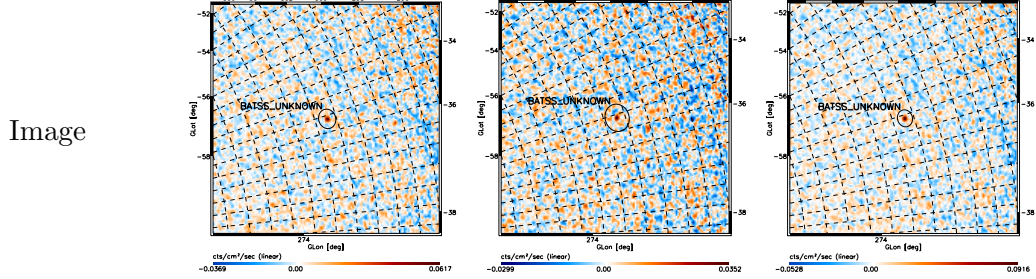 Image
-52
-54
-56
-58
GLat [deg]
BATSS_UNKNOWN
-34
-36
-38
274
GLon [deg]
cts/cm²/sec (linear)
-0.0369 0.00 0.0617
-52
-54
-56
-58
GLat [deg]
BATSS_UNKNOWN
-34
-36
-38
274
GLon [deg]
cts/cm²/sec (linear)
-0.0299 0.00 0.0352
-52
-54
-56
-58
GLat [deg]
BATSS_UNKNOWN
-34
-36
-38
274
GLon [deg]
cts/cm²/sec (linear)
-0.0528 0.00 0.0916